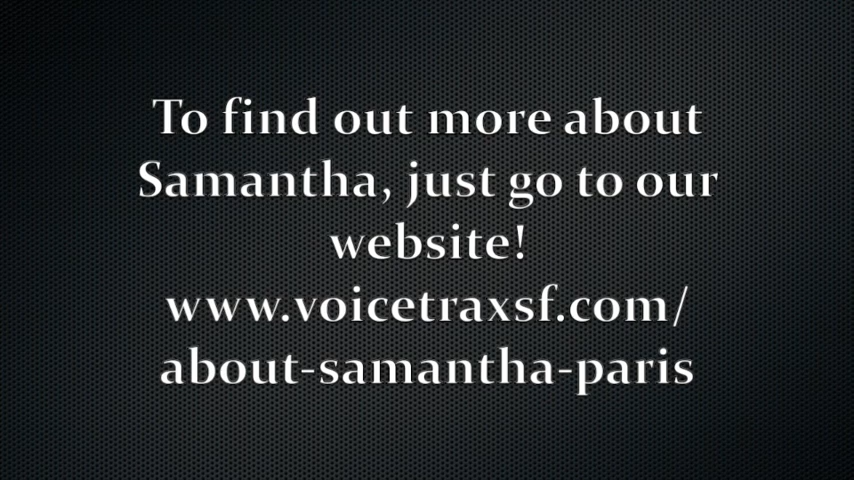 To find out more about
Samantha, just go to our
website!
www.voicetraxsf.com/
about-samantha-paris